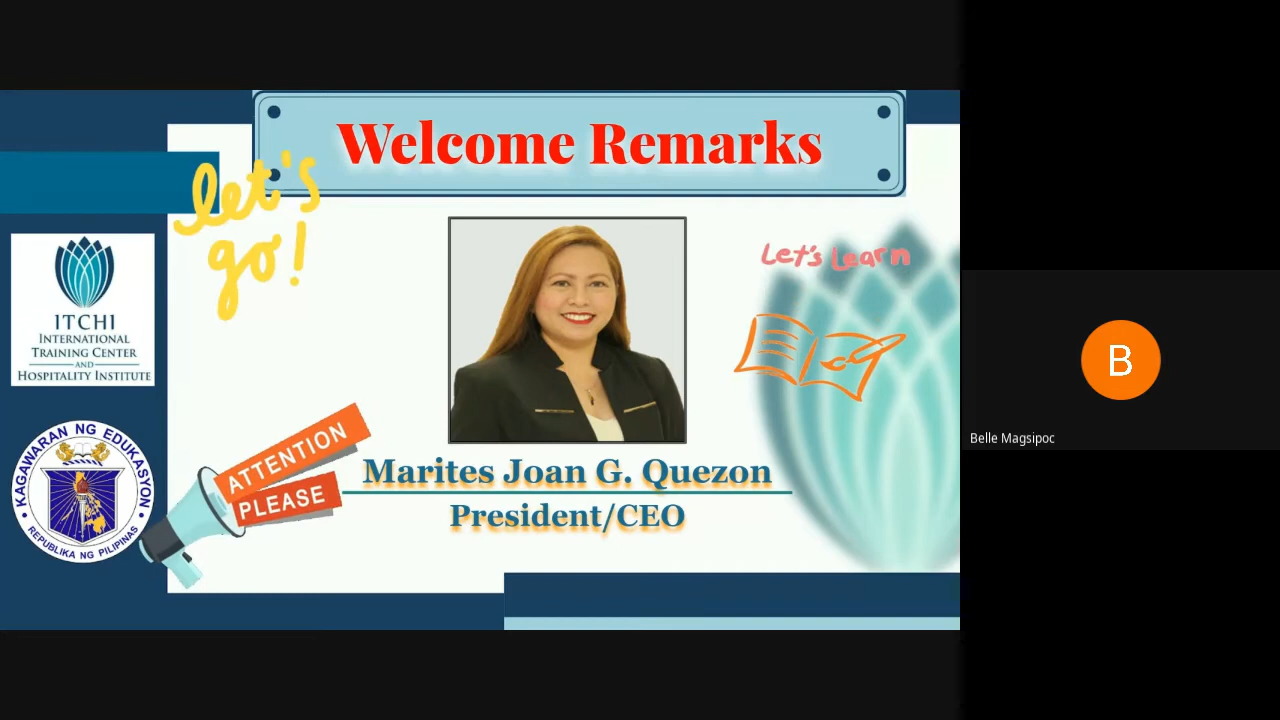 Welcome Remarks
let's
go!
Let's Learn
ITCHI
INTERNATIONAL
TRAINING CENTER
AND
HOSPITALITY INSTITUTE
KAGAWARAN NG EDUKASYON
REPUBLIKA NG PILIPINAS
ATTENTION
PLEASE
Marites Joan G. Quezon
President/CEO
B
Belle Magsipoc